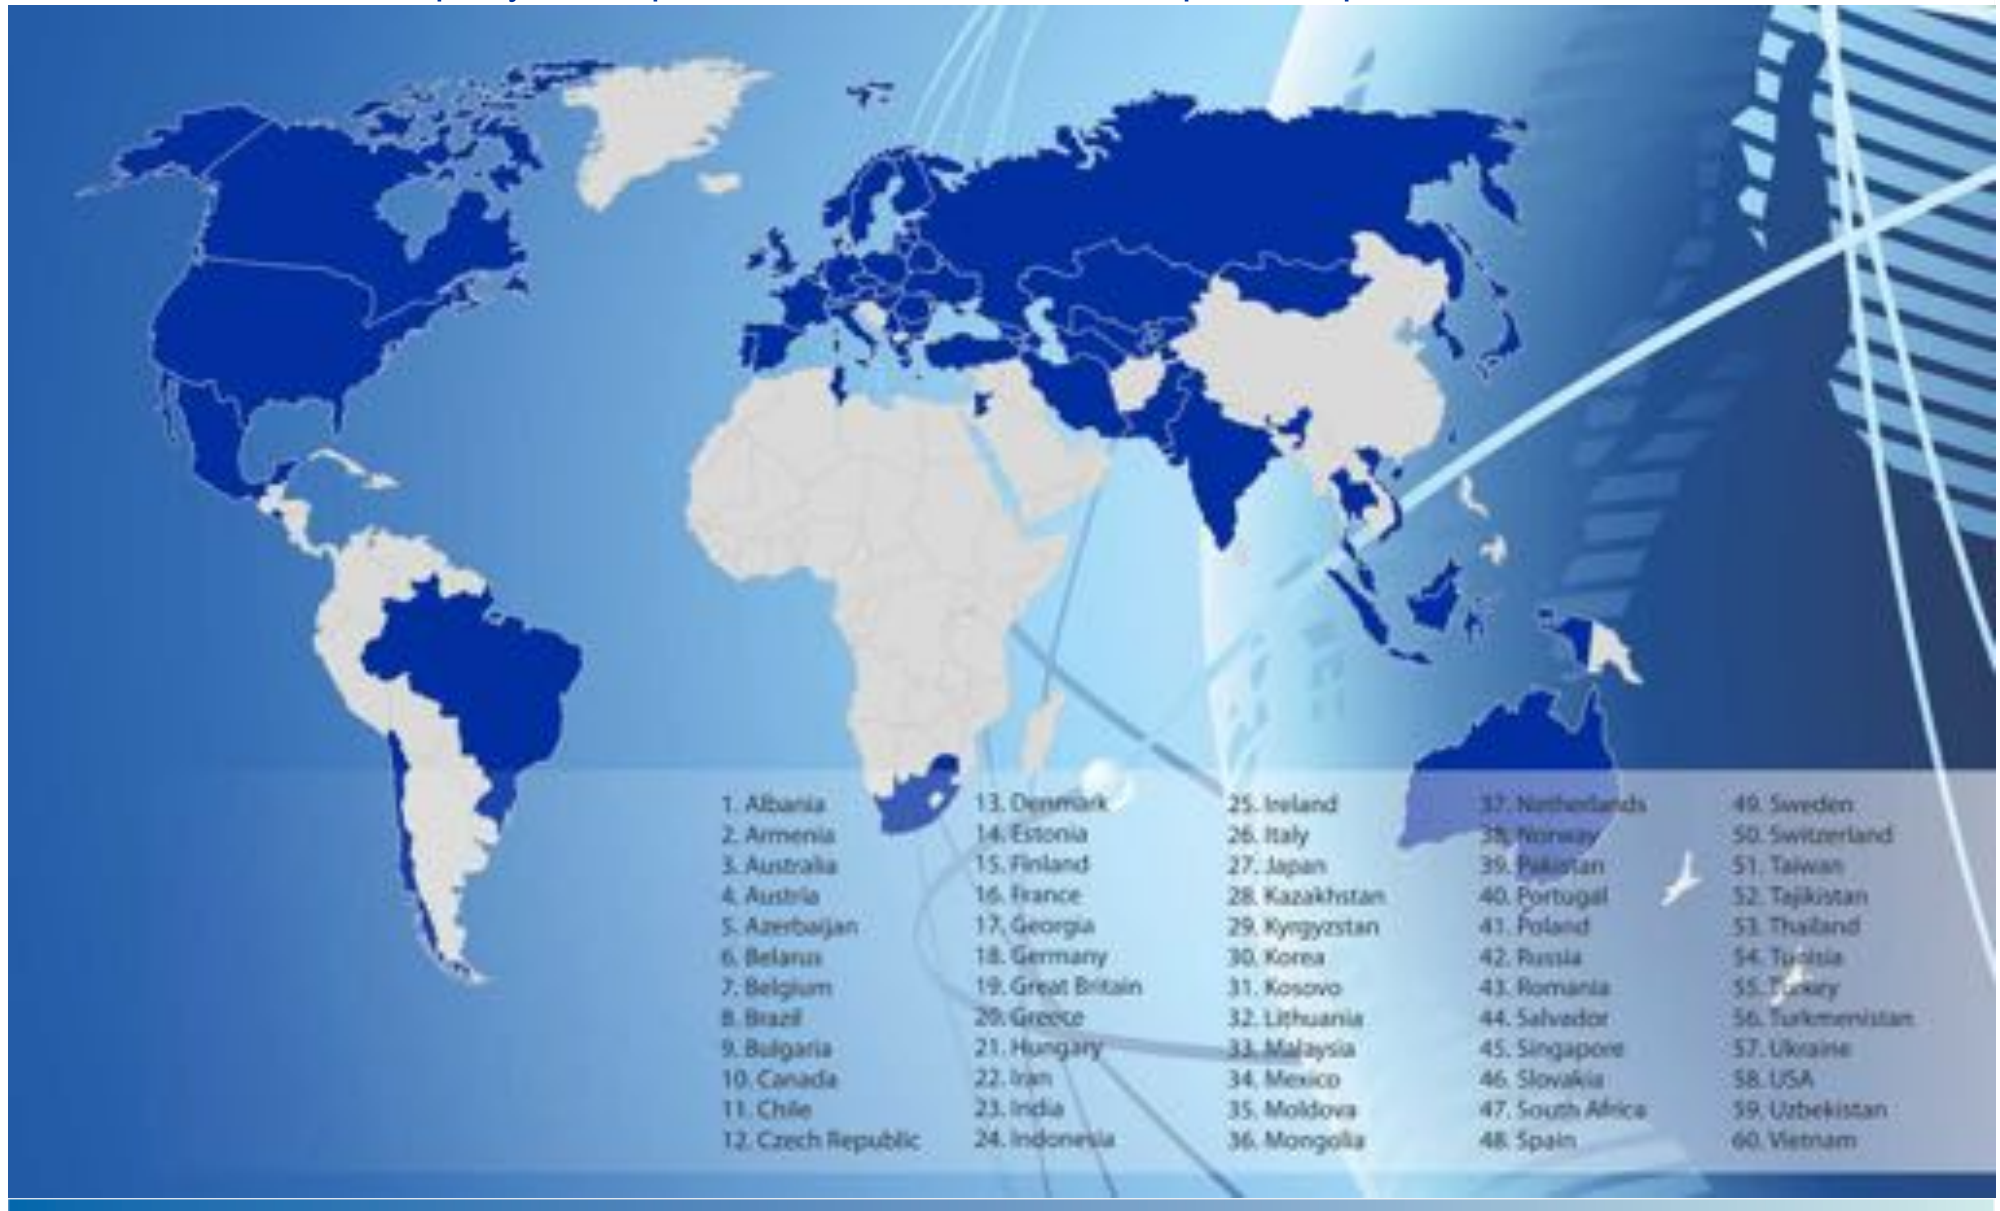 1. Albania
2. Armenia
3. Australia
4. Austria
5. Azerbaijan
6. Belarus
7. Belgium
8. Brazil
9. Bulgaria
10. Canada
11. Chile
12. Czech Republic
13. Denmark
14. Estonia
15. Finland
16. France
17. Georgia
18. Germany
19. Great Britain
20. Greece
21. Hungary
22. Iran
23. India
24. Indonesia
25. Ireland
26. Italy
27. Japan
28. Kazakhstan
29. Kyrgyzstan
30. Korea
31. Kosovo
32. Lithuania
33. Malaysia
34. Mexico
35. Moldova
36. Mongolia
37. Netherlands
38. Norway
39. Pakistan
40. Portugal
41. Poland
42. Russia
43. Romania
44. Salvador
45. Singapore
46. Slovakia
47. South Africa
48. Spain
49. Sweden
50. Switzerland
51. Taiwan
52. Tajikistan
53. Thailand
54. Tunisia
55. Turkey
56. Turkmenistan
57. Ukraine
58. USA
59. Uzbekistan
60. Vietnam